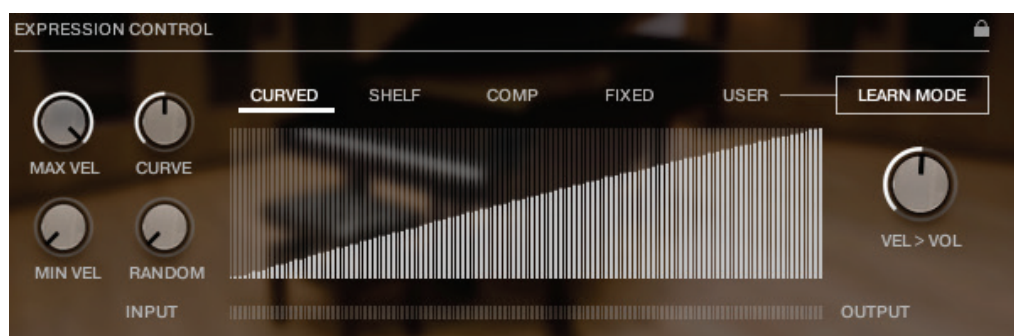 EXPRESSION CONTROL
CURVED SHELF COMP FIXED USER LEARN MODE
MAX VEL CURVE
VEL > VOL
MIN VEL RANDOM
INPUT OUTPUT